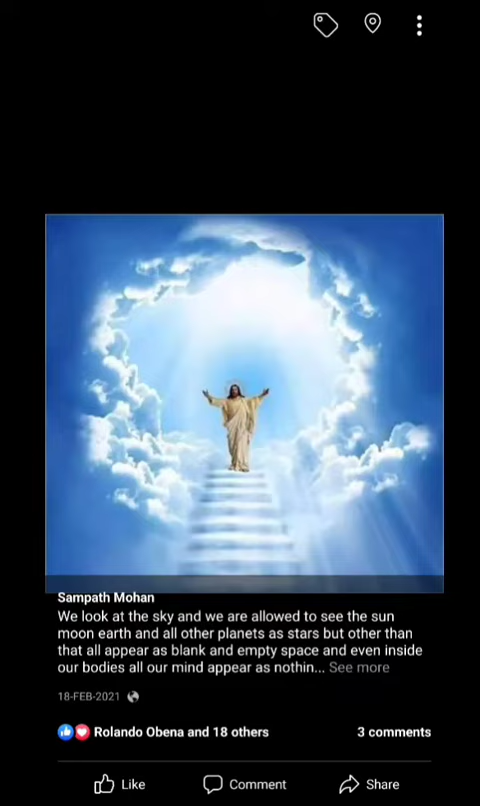 Sampath Mohan
We look at the sky and we are allowed to see the sun
moon earth and all other planets as stars but other than
that all appear as blank and empty space and even inside
our bodies all our mind appear as nothin... See more
18-FEB-2021
Rolando Obena and 18 others 3 comments
Like Comment Share